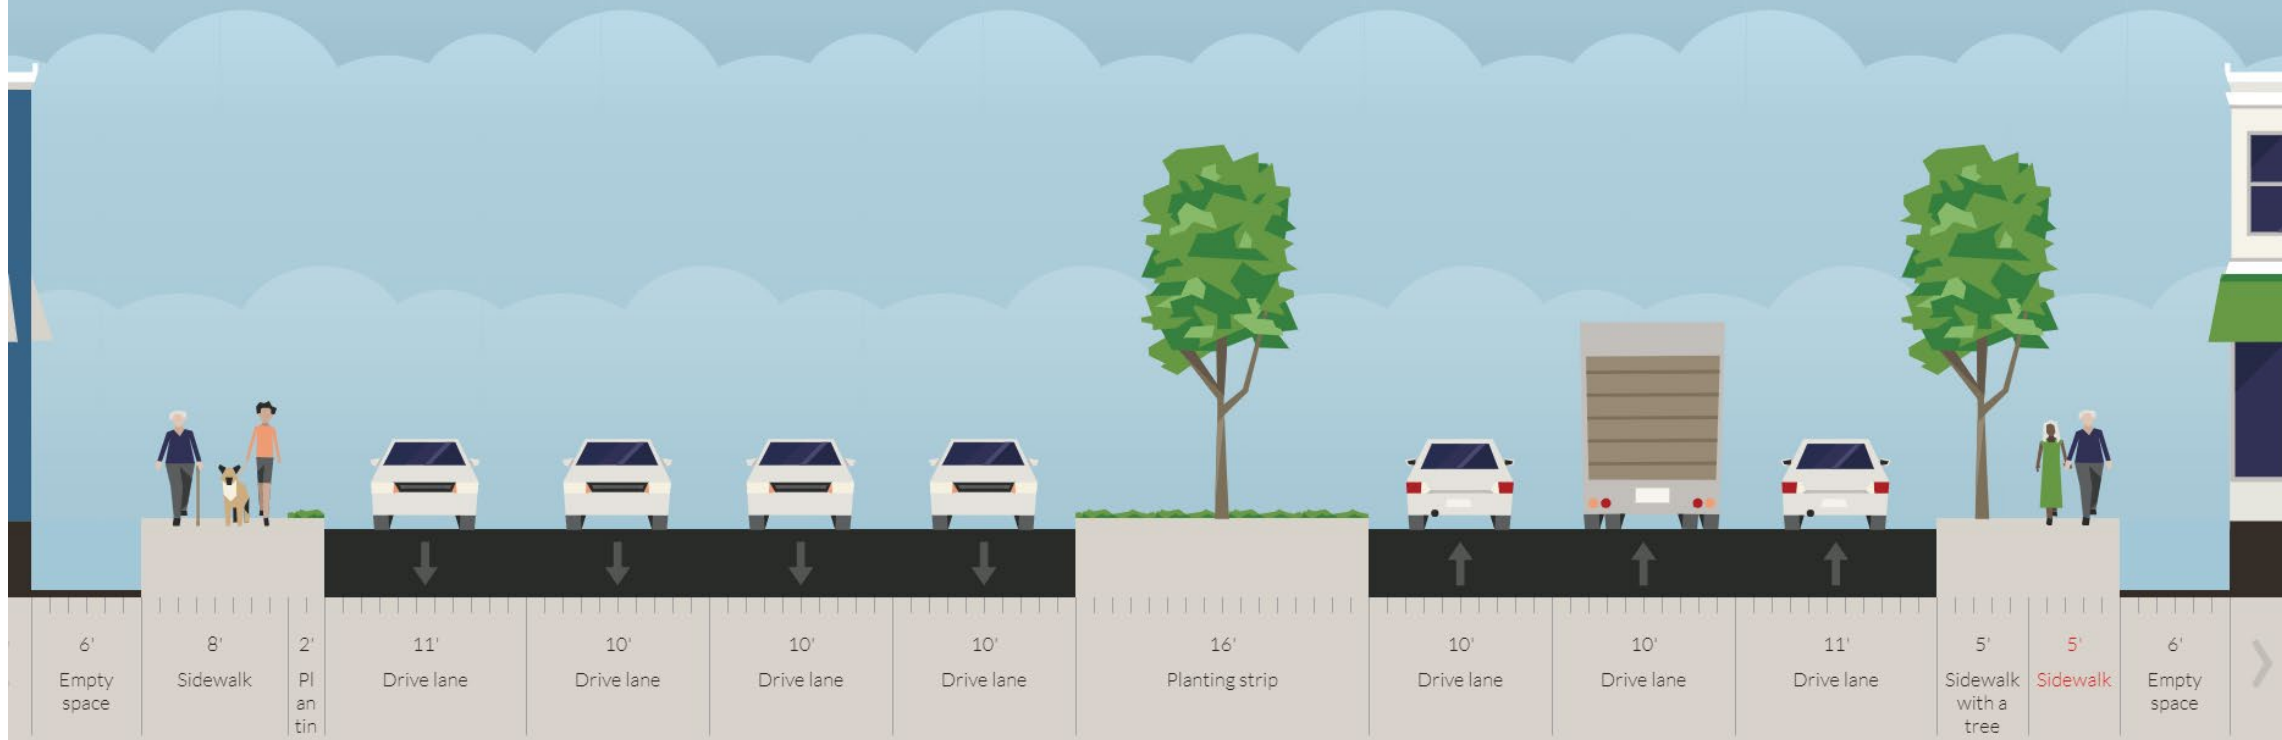 6'
Empty
space
8'
Sidewalk
2'
Pl
an
tin
11'
Drive lane
10'
Drive lane
10'
Drive lane
10'
Drive lane
16'
Planting strip
10'
Drive lane
10'
Drive lane
11'
Drive lane
5'
Sidewalk
with a
tree
5'
Sidewalk
6'
Empty
space